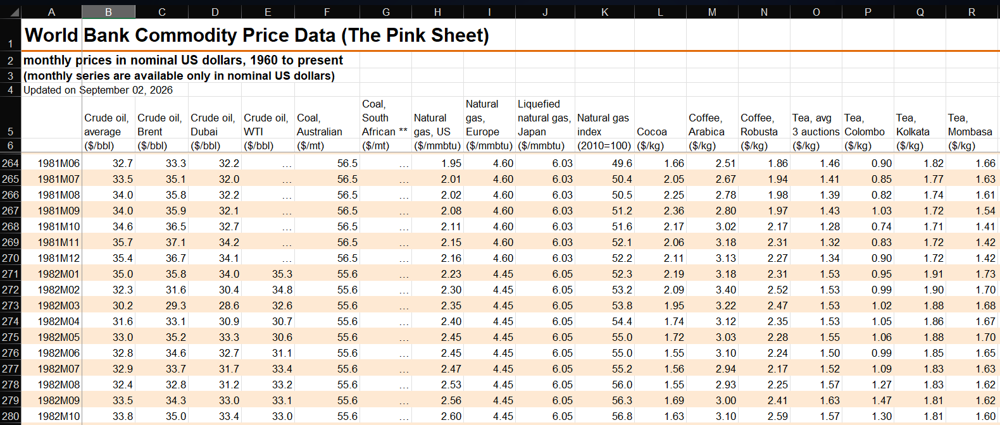 A B C D E F G H I J K L M N O P Q R
1 World Bank Commodity Price Data (The Pink Sheet)
2 monthly prices in nominal US dollars, 1960 to present
3 (monthly series are available only in nominal US dollars)
4 Updated on September 02, 2026
Coal, Natural Liquefied
Crude oil, Crude oil, Crude oil, Crude oil, Coal, South Natural gas, natural gas, Natural gas Coffee, Coffee, Tea, avg Tea, Tea, Tea,
5 average Brent Dubai WTI Australian African ** gas, US Europe Japan index Cocoa Arabica Robusta 3 auctions Colombo Kolkata Mombasa
6 ($/bbl) ($/bbl) ($/bbl) ($/bbl) ($/mt) ($/mt) ($/mmbtu) ($/mmbtu) ($/mmbtu) (2010=100) ($/kg) ($/kg) ($/kg) ($/kg) ($/kg) ($/kg) ($/kg)
264 1981M06 32.7 33.3 32.2 … 56.5 … 1.95 4.60 6.03 49.6 1.66 2.51 1.86 1.46 0.90 1.82 1.66
265 1981M07 33.5 35.1 32.0 … 56.5 … 2.01 4.60 6.03 50.4 2.05 2.67 1.94 1.41 0.85 1.77 1.63
266 1981M08 34.0 35.8 32.2 … 56.5 … 2.02 4.60 6.03 50.5 2.25 2.78 1.98 1.39 0.82 1.74 1.61
267 1981M09 34.0 35.9 32.1 … 56.5 … 2.08 4.60 6.03 51.2 2.36 2.80 1.97 1.43 1.03 1.72 1.54
268 1981M10 34.6 36.5 32.7 … 56.5 … 2.11 4.60 6.03 51.6 2.17 3.02 2.17 1.28 0.74 1.71 1.41
269 1981M11 35.7 37.1 34.2 … 56.5 … 2.15 4.60 6.03 52.1 2.06 3.18 2.31 1.32 0.83 1.72 1.42
270 1981M12 35.4 36.7 34.1 … 56.5 … 2.16 4.60 6.03 52.2 2.11 3.13 2.27 1.34 0.90 1.72 1.42
271 1982M01 35.0 35.8 34.0 35.3 55.6 … 2.23 4.45 6.05 52.3 2.19 3.18 2.31 1.53 0.95 1.91 1.73
272 1982M02 32.3 31.6 30.4 34.8 55.6 … 2.30 4.45 6.05 53.2 2.09 3.40 2.52 1.53 0.99 1.90 1.70
273 1982M03 30.2 29.3 28.6 32.6 55.6 … 2.35 4.45 6.05 53.8 1.95 3.22 2.47 1.53 1.02 1.88 1.68
274 1982M04 31.6 33.1 30.9 30.7 55.6 … 2.40 4.45 6.05 54.4 1.74 3.12 2.35 1.53 1.05 1.86 1.67
275 1982M05 33.0 35.2 33.3 30.6 55.6 … 2.45 4.45 6.05 55.0 1.72 3.03 2.28 1.55 1.06 1.88 1.70
276 1982M06 32.8 34.6 32.7 31.1 55.6 … 2.45 4.45 6.05 55.0 1.55 3.10 2.24 1.50 0.99 1.85 1.65
277 1982M07 32.9 33.7 31.7 33.4 55.6 … 2.47 4.45 6.05 55.2 1.56 2.94 2.17 1.52 1.09 1.83 1.63
278 1982M08 32.4 32.8 31.2 33.2 55.6 … 2.53 4.45 6.05 56.0 1.55 2.93 2.25 1.57 1.27 1.83 1.62
279 1982M09 33.5 34.3 33.0 33.1 55.6 … 2.56 4.45 6.05 56.3 1.69 3.00 2.41 1.63 1.47 1.81 1.62
280 1982M10 33.8 35.0 33.4 33.0 55.6 … 2.60 4.45 6.05 56.8 1.63 3.10 2.59 1.57 1.30 1.81 1.60